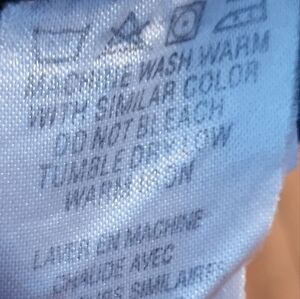 MACHINE WASH WARM
WITH SIMILAR COLOR
DO NOT BLEACH
TUMBLE DRY LOW
WARM IRON
LAVER EN MACHINE
CHAUDE AVEC
SIMILAIRES